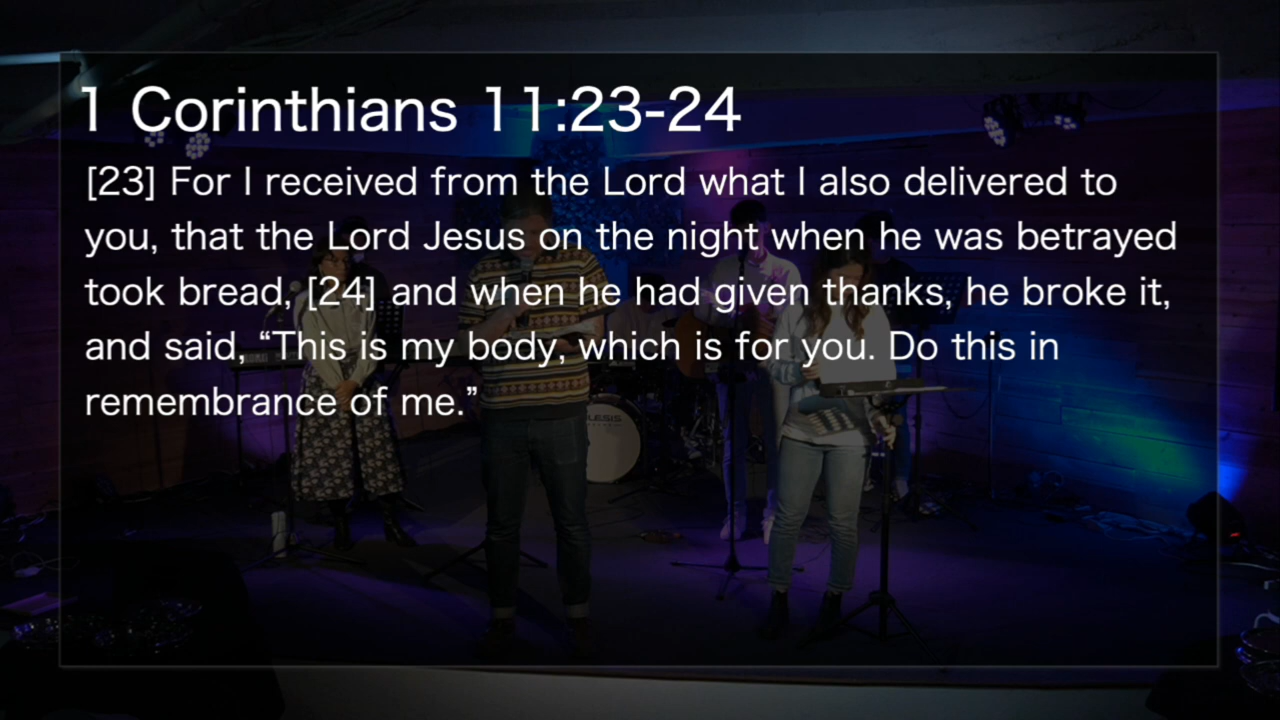 1 Corinthians 11:23-24
[23] For I received from the Lord what I also delivered to
you, that the Lord Jesus on the night when he was betrayed
took bread, [24] and when he had given thanks, he broke it,
and said, “This is my body, which is for you. Do this in
remembrance of me.”